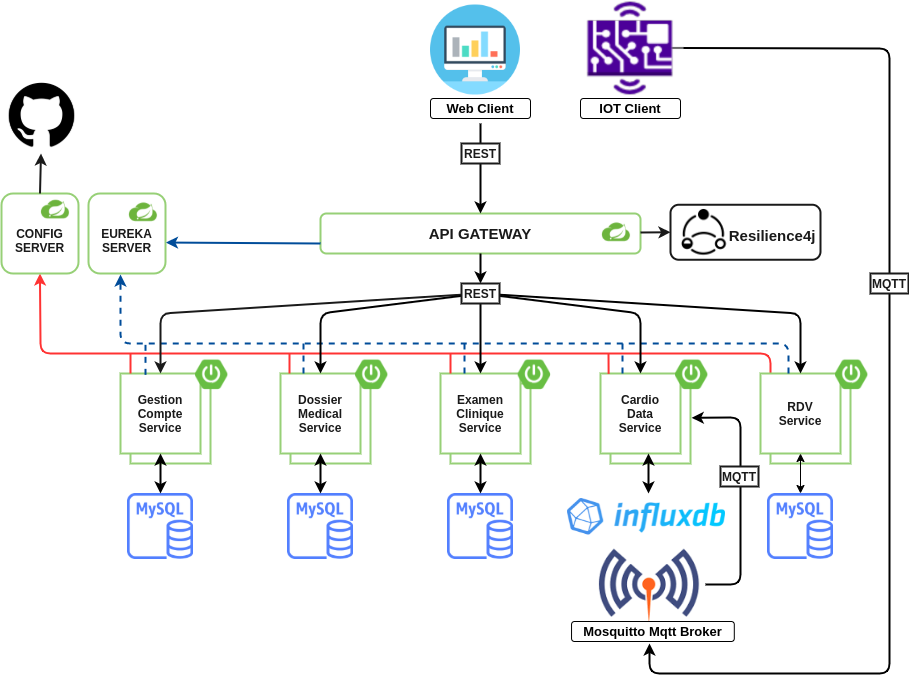 Web Client
IOT Client
REST
CONFIG
SERVER
EUREKA
SERVER
API GATEWAY
Resilience4j
MQTT
REST
Gestion
Compte
Service
Dossier
Medical
Service
Examen
Clinique
Service
Cardio
Data
Service
RDV
Service
MQTT
MySQL
MySQL
MySQL
influxdb
MySQL
Mosquitto Mqtt Broker